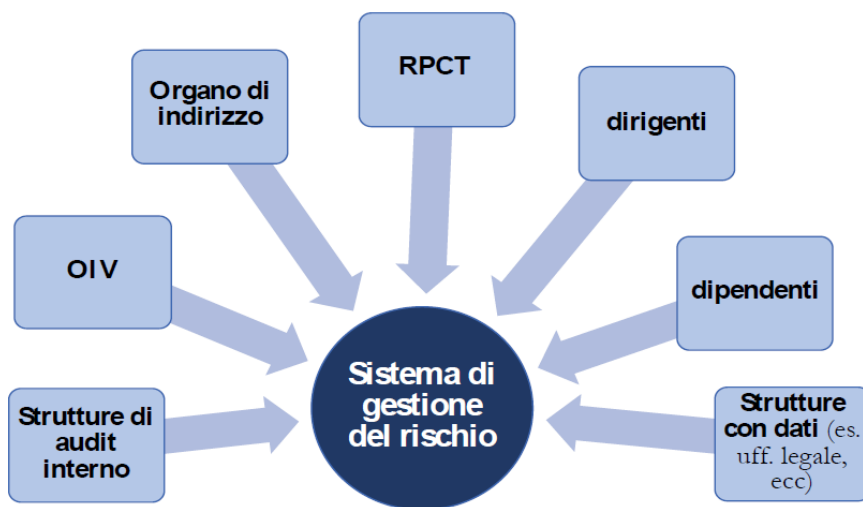 RPCT
Organo di
indirizzo
dirigenti
OIV
dipendenti
Sistema di
gestione
del rischio
Strutture di
audit
interno
Strutture
con dati (es.
uff. legale,
ecc)